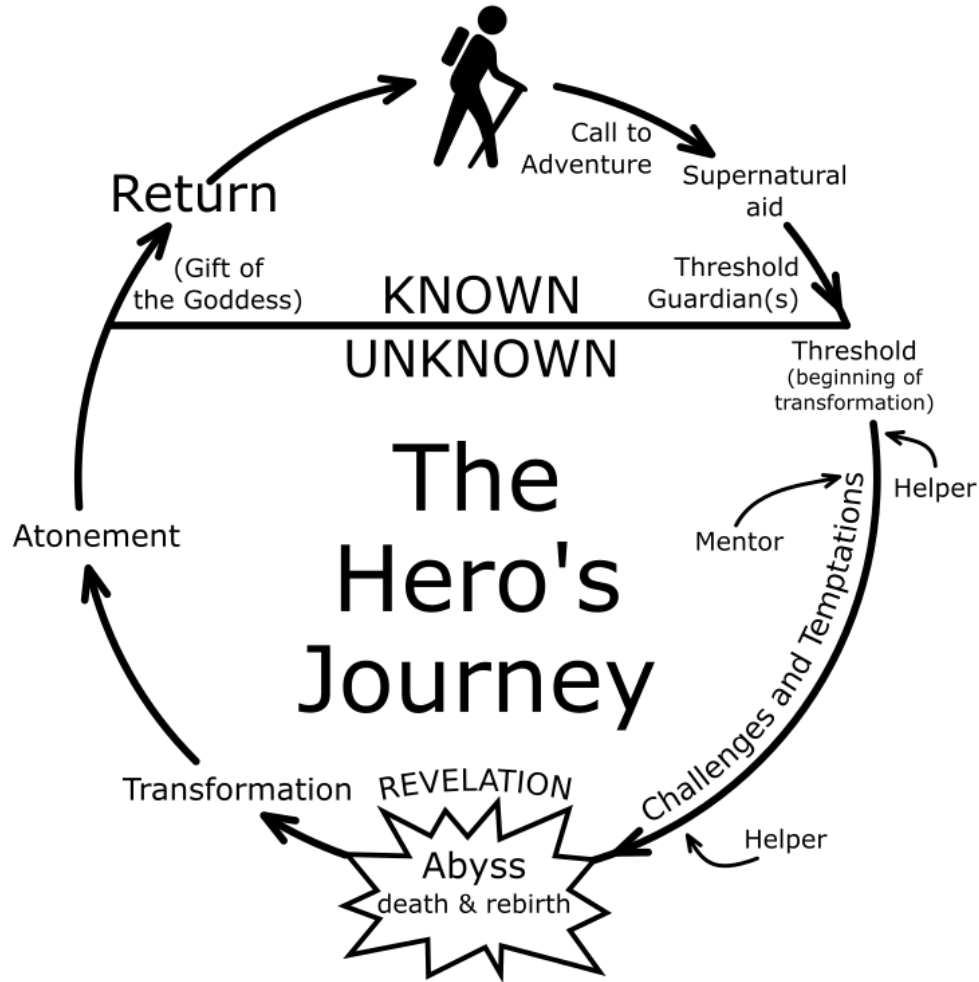 Call to
Adventure
Supernatural
aid
Return
(Gift of
the Goddess)
KNOWN
Threshold
Guardian(s)
UNKNOWN
Threshold
(beginning of
transformation)
The
Hero's
Journey
Helper
Mentor
Challenges and Temptations
Atonement
Transformation
REVELATION
Abyss
death & rebirth
Helper